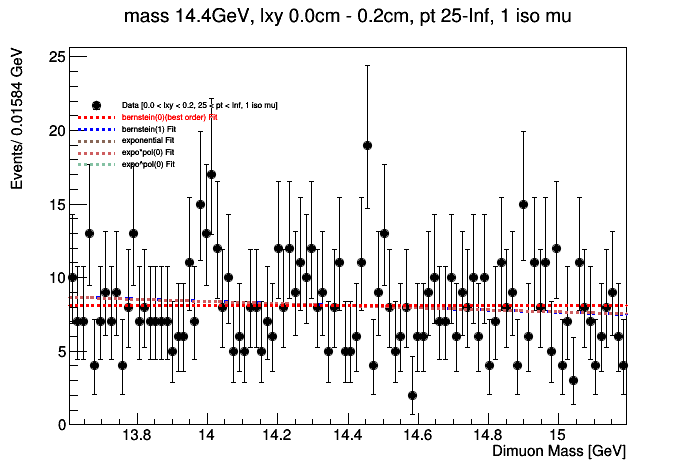 mass 14.4GeV, lxy 0.0cm - 0.2cm, pt 25-Inf, 1 iso mu
Events/ 0.01584 GeV
25
20
15
10
5
0
Data [0.0 < lxy < 0.2, 25 < pt < Inf, 1 iso mu]
bernstein(0)(best order) Fit
bernstein(1) Fit
exponential Fit
expo*pol(0) Fit
expo^pol(0) Fit
13.8 14 14.2 14.4 14.6 14.8 15
Dimuon Mass [GeV]